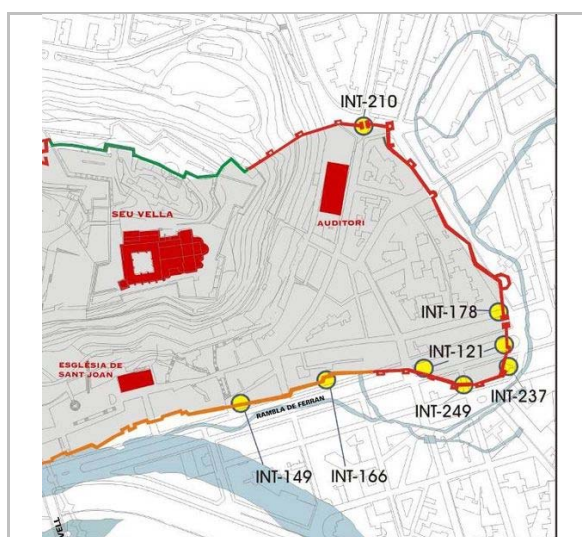 INT-210
SEU VELLA
AUDITORI
INT-178
INT-121
ESGLÉSIA DE
SANT JOAN
INT-237
INT-249
RAMBLA DE FERRAN
INT-149
INT-166
VELL